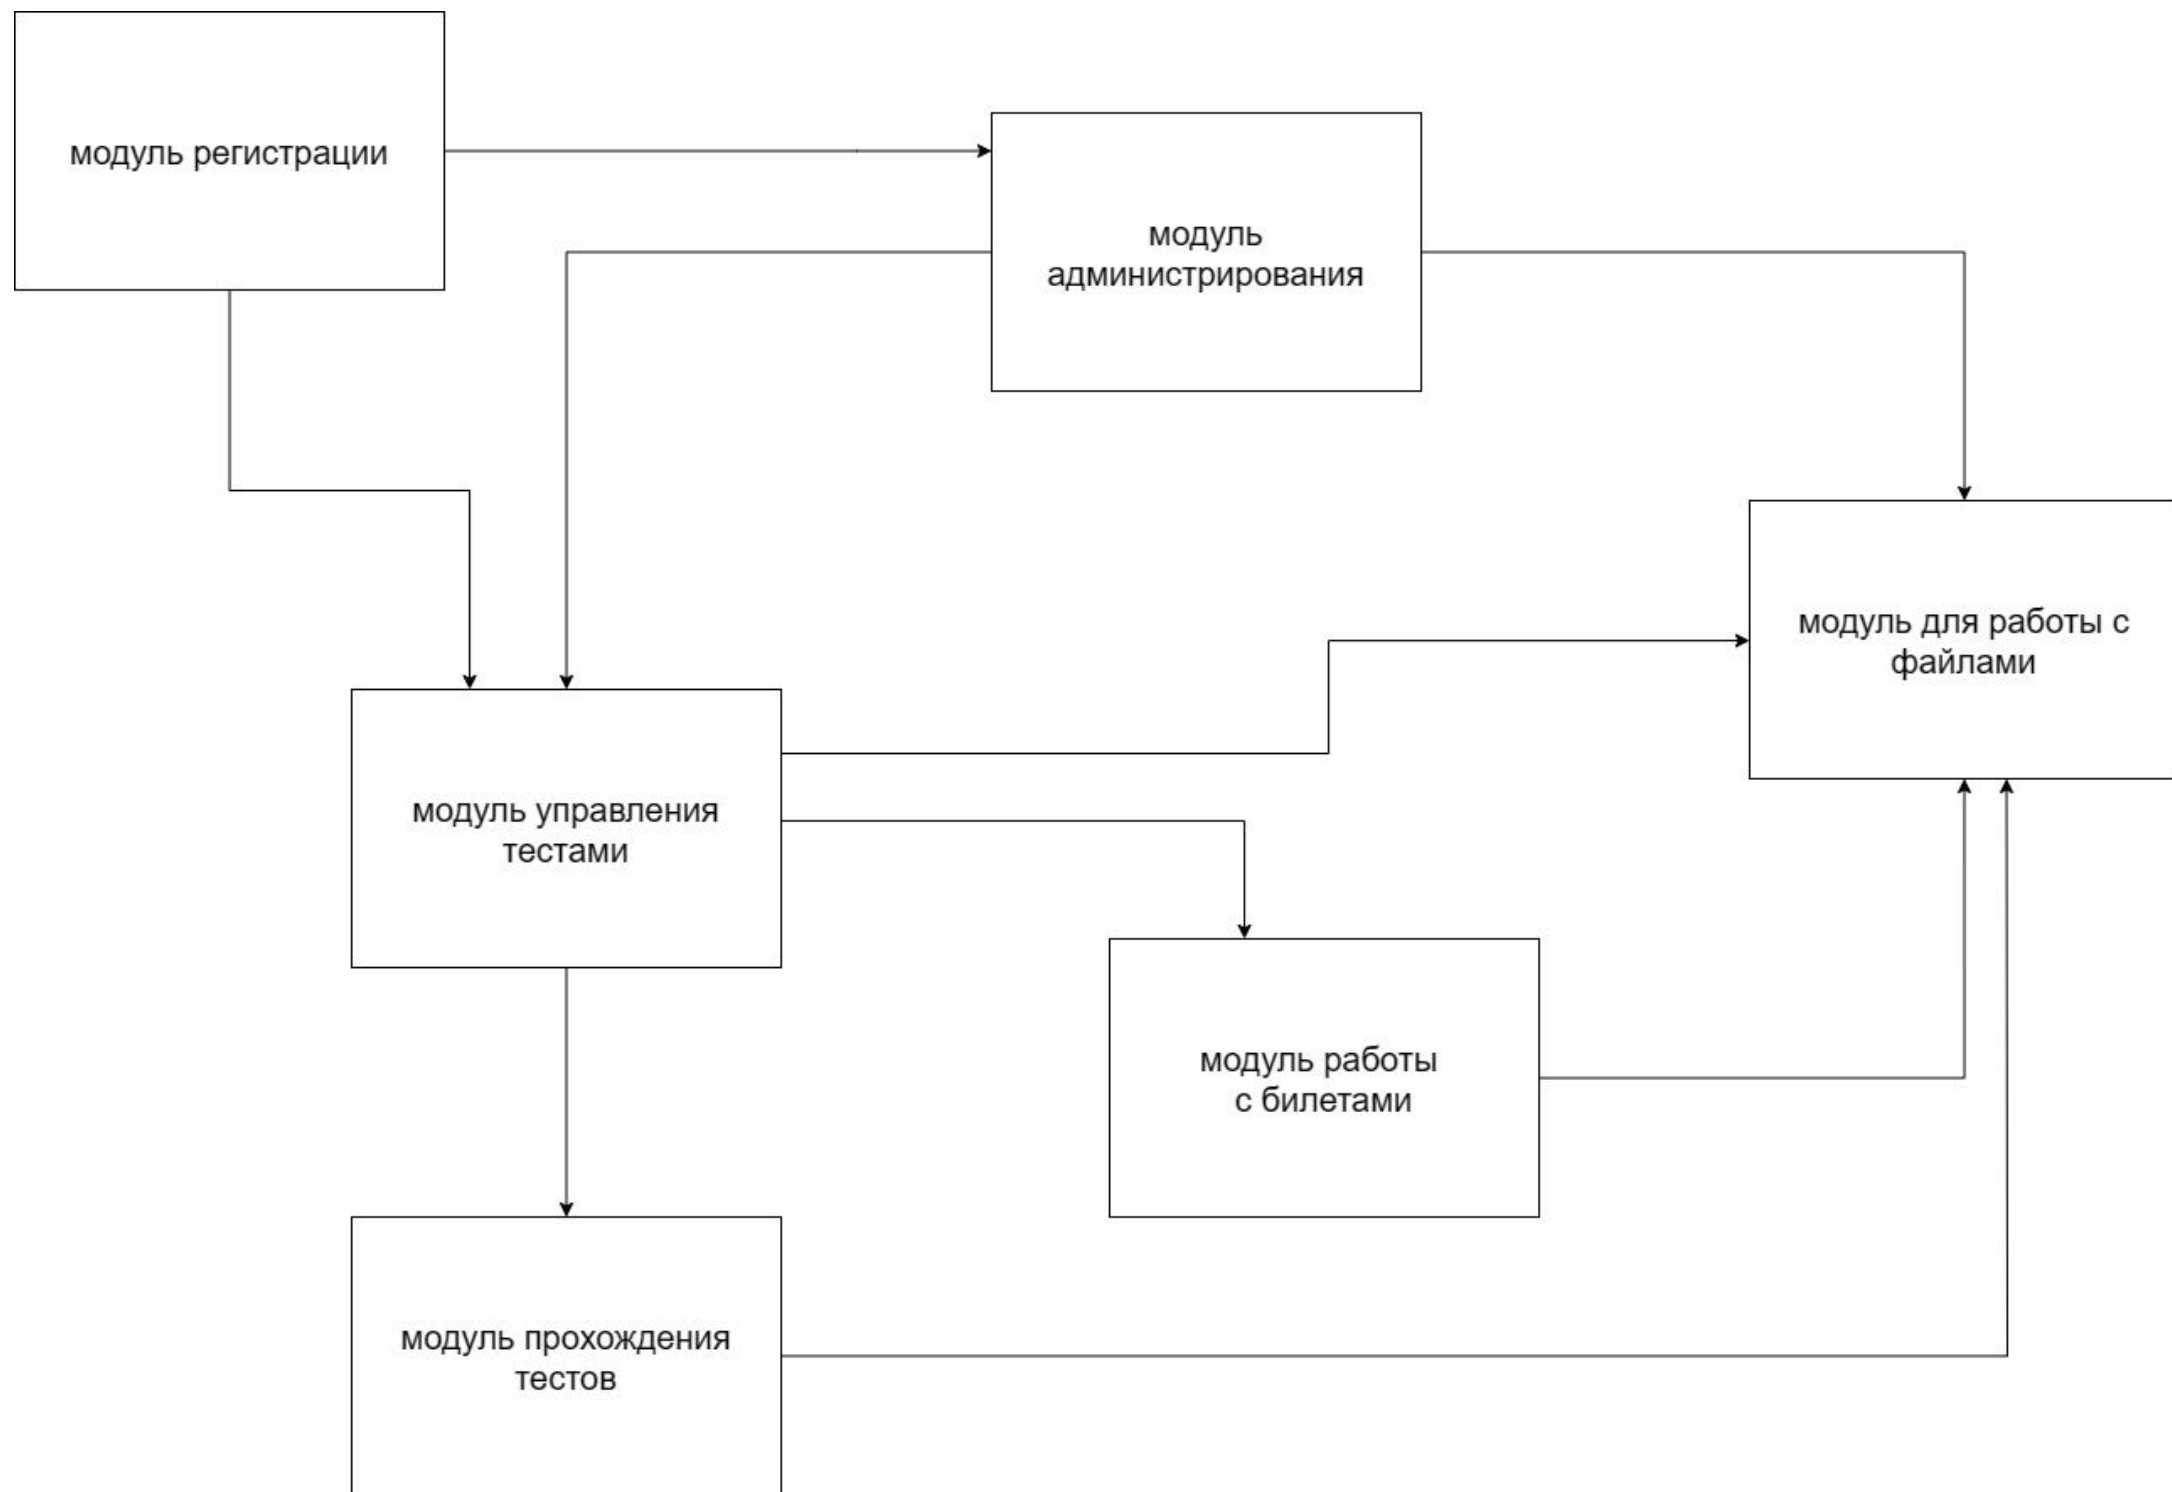 модуль регистрации
модуль
администрирования
модуль для работы с
файлами
модуль управления
тестами
модуль работы
с билетами
модуль прохождения
тестов